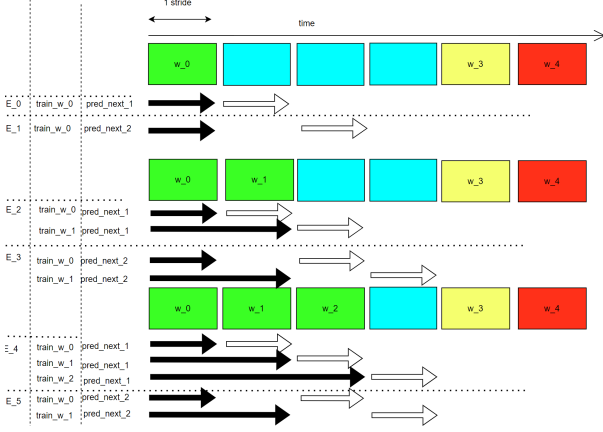 1 stride
time
w_0 w_3 w_4
E_0 train_w_0 pred_next_1
E_1 train_w_0 pred_next_2
w_0 w_1 w_3 w_4
E_2 train_w_0 pred_next_1
train_w_1 pred_next_1
E_3 train_w_0 pred_next_2
train_w_1 pred_next_2
w_0 w_1 w_2 w_3 w_4
E_4 train_w_0 pred_next_1
train_w_1 pred_next_1
train_w_2 pred_next_1
E_5 train_w_0 pred_next_2
train_w_1 pred_next_2